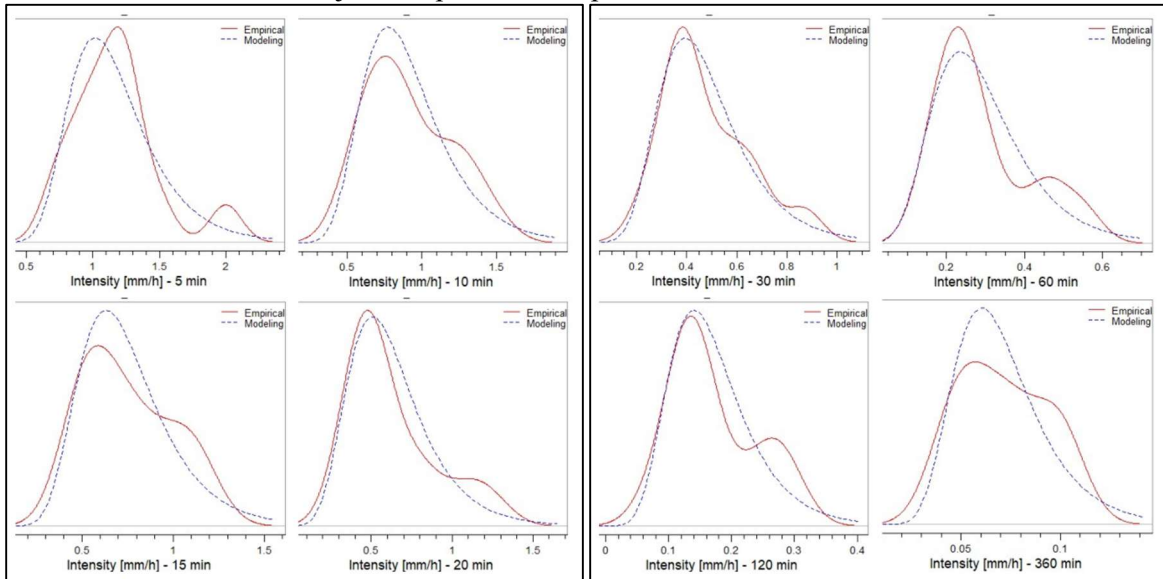 Empirical
Modeling
0.5 1 1.5 2
Intensity [mm/h] - 5 min
Empirical
Modeling
0.5 1 1.5
Intensity [mm/h] - 10 min
Empirical
Modeling
0.2 0.4 0.6 0.8 1
Intensity [mm/h] - 30 min
Empirical
Modeling
0.2 0.4 0.6
Intensity [mm/h] - 60 min
Empirical
Modeling
0.5 1 1.5
Intensity [mm/h] - 15 min
Empirical
Modeling
0.5 1 1.5
Intensity [mm/h] - 20 min
Empirical
Modeling
0 0.1 0.2 0.3 0.4
Intensity [mm/h] - 120 min
Empirical
Modeling
0.05 0.1
Intensity [mm/h] - 360 min